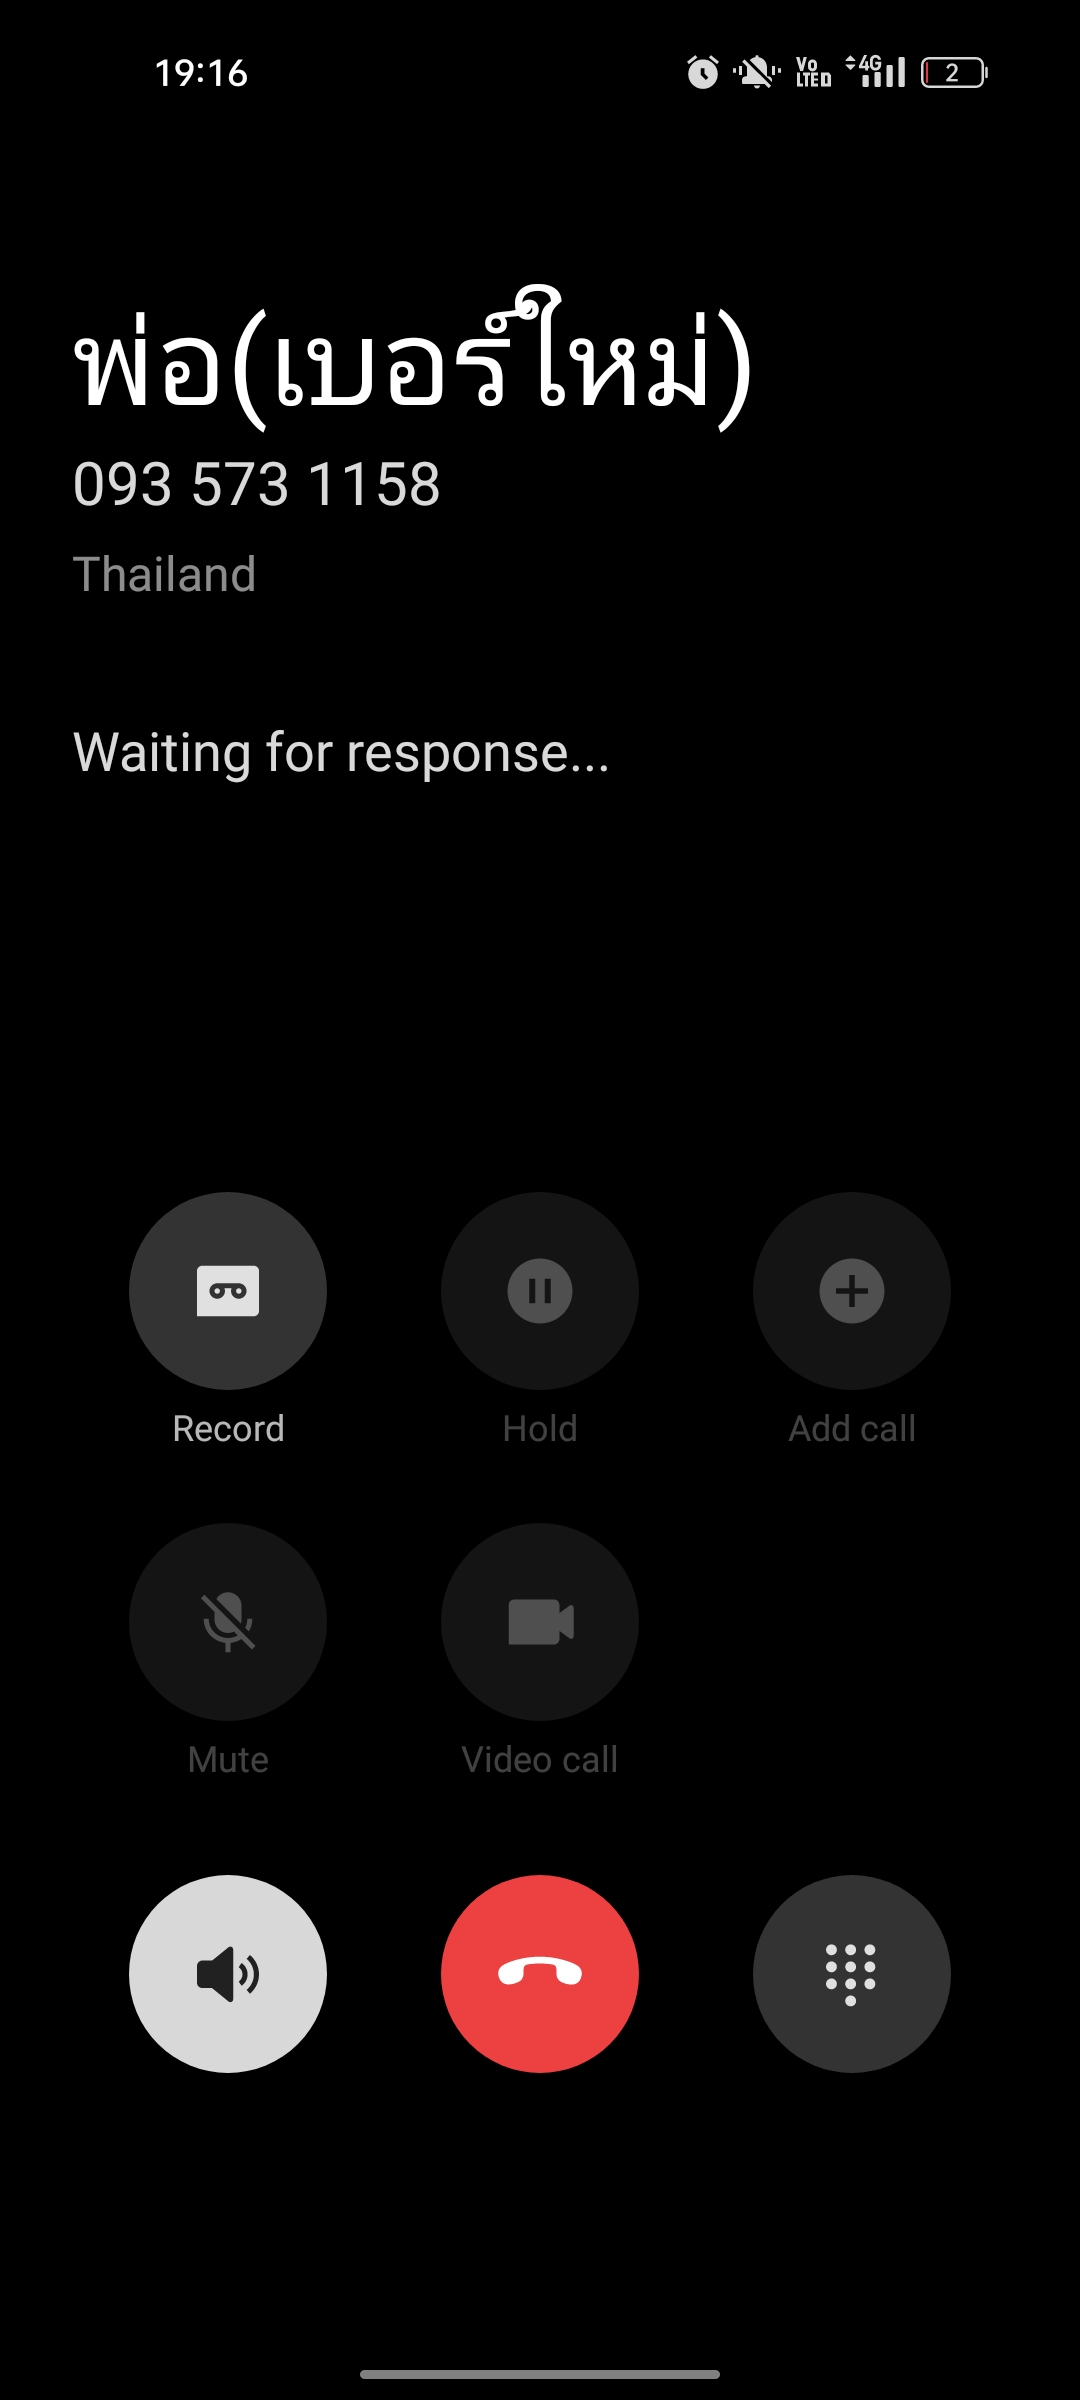 19:16
Vo
LTE D
4G
2
พ่อ(เบอร์ใหม่)
093 573 1158
Thailand
Waiting for response...
Record
Hold
Add call
Mute
Video call